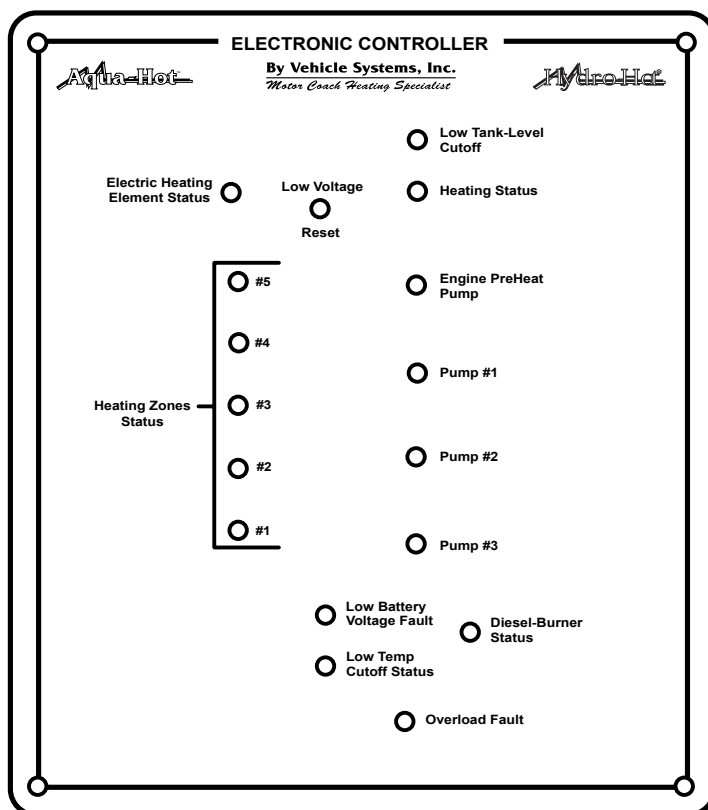 ELECTRONIC CONTROLLER
Aqua-Hot
By Vehicle Systems, Inc.
Motor Coach Heating Specialist
Hydro-Hot
Low Tank-Level
Cutoff
Electric Heating
Element Status
Low Voltage
Reset
Heating Status
#5
#4
#3
#2
#1
Heating Zones
Status
Engine PreHeat
Pump
Pump #1
Pump #2
Pump #3
Low Battery
Voltage Fault
Diesel-Burner
Status
Low Temp
Cutoff Status
Overload Fault